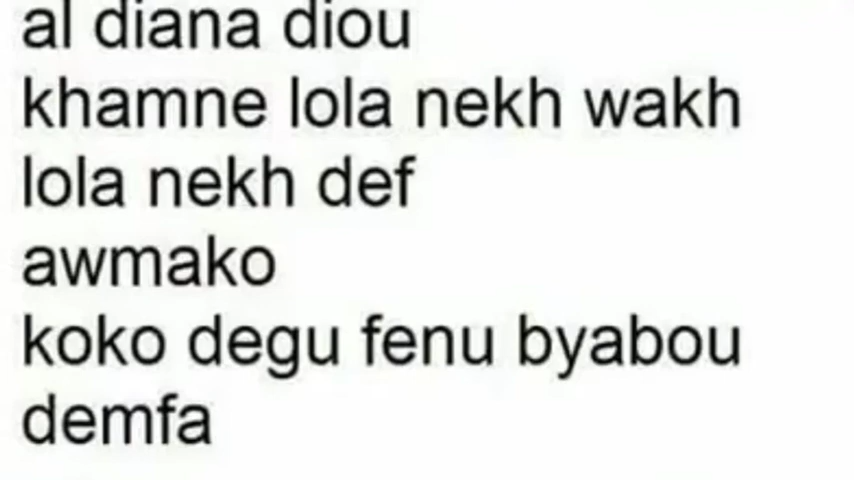 al diana diou
khamne lola nekh wakh
lola nekh def
awmako
koko degu fenu byabou
demfa